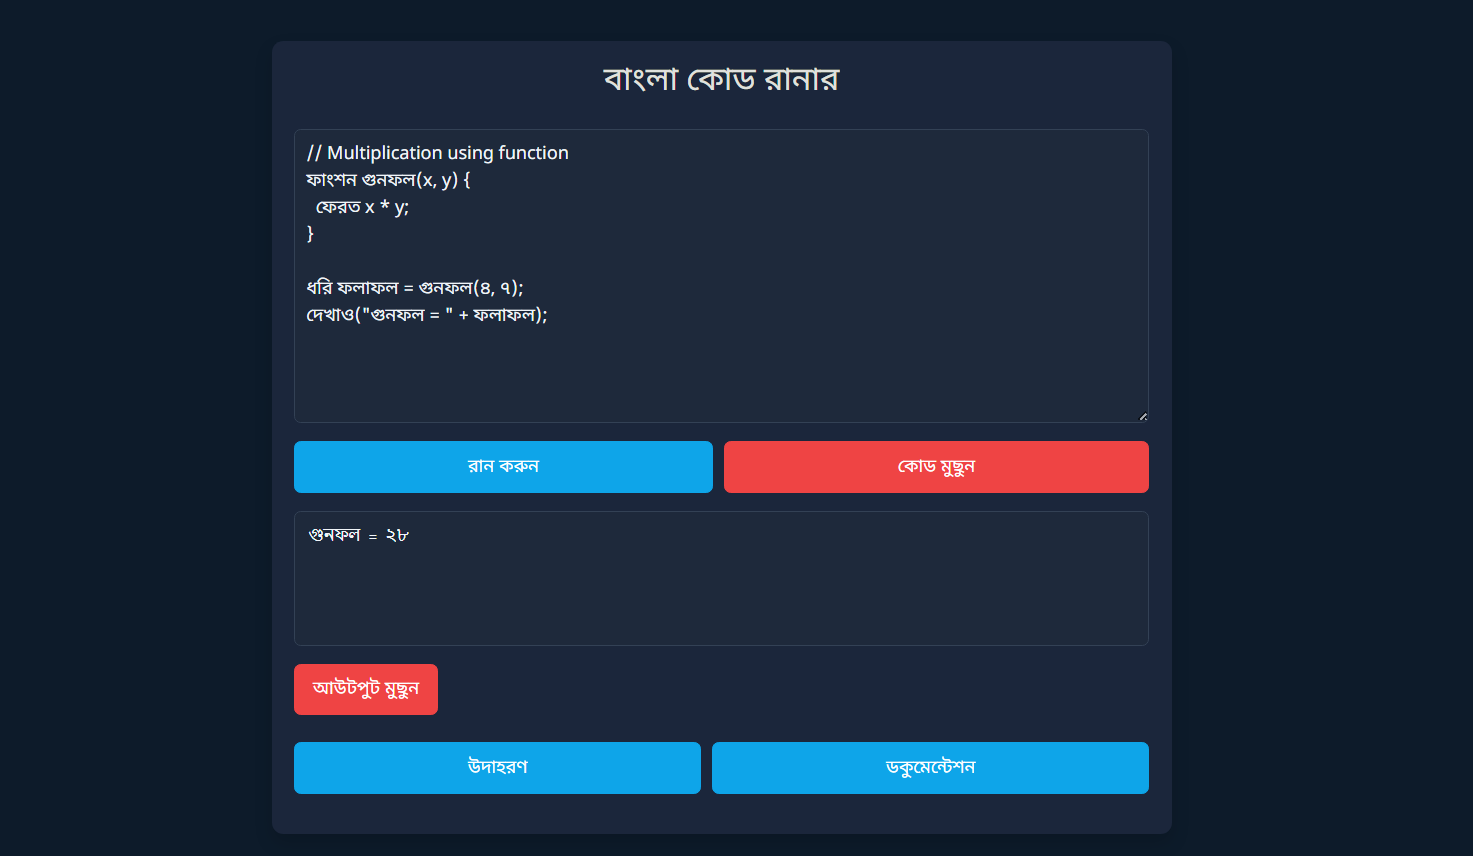 বাংলা কোড রানার
// Multiplication using function
ফাংশন গুনফল(x, y) {
  ফেরত x * y;
}
ধরি ফলাফল = গুনফল(৪, ৭);
দেখাও("গুনফল = " + ফলাফল);
রান করুন
কোড মুছুন
গুনফল = ২৮
আউটপুট মুছুন
উদাহরণ
ডকুমেন্টেশন